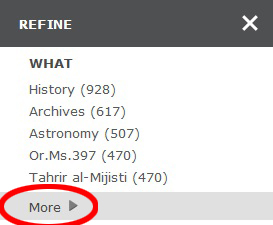 REFINE
WHAT
History (928)
Archives (617)
Astronomy (507)
Or.Ms.397 (470)
Tahrir al-Mijisti (470)
More